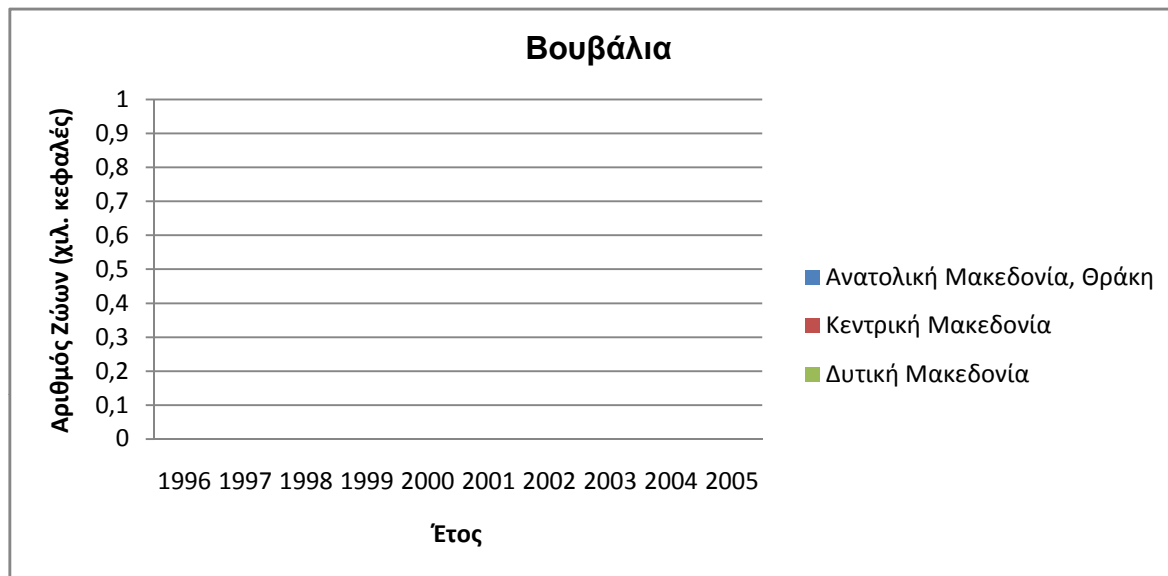 Βουβάλια
Αριθμός Ζώων (χιλ. κεφαλές)
1
0,9
0,8
0,7
0,6
0,5
0,4
0,3
0,2
0,1
0
1996 1997 1998 1999 2000 2001 2002 2003 2004 2005
Έτος
Ανατολική Μακεδονία, Θράκη
Κεντρική Μακεδονία
Δυτική Μακεδονία